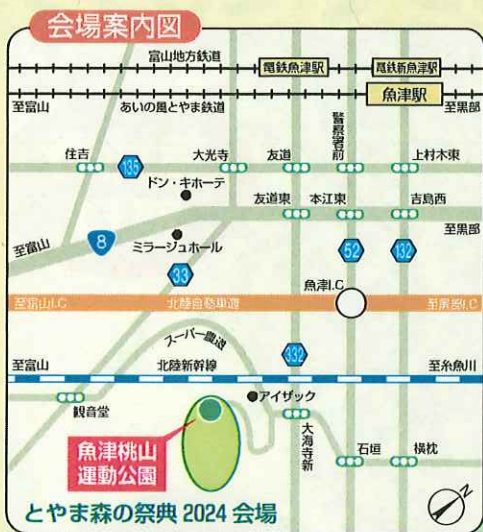 会場案内図
富山地方鉄道
電鉄魚津駅
電鉄新魚津駅
至富山
あいの風とやま鉄道
魚津駅
至黒部
警察署前
住吉
135
大光寺
友道
上村木東
ドン・キホーテ
友道東
本江東
吉島西
至富山
8
ミラージュホール
52
132
至黒部
33
魚津I.C
至富山I.C
北陸自動車道
至黒部I.C
スーパー農道
332
至富山
北陸新幹線
至糸魚川
観音堂
アイザック
大海寺新
石垣
横枕
魚津桃山
運動公園
とやま森の祭典 2024 会場
N